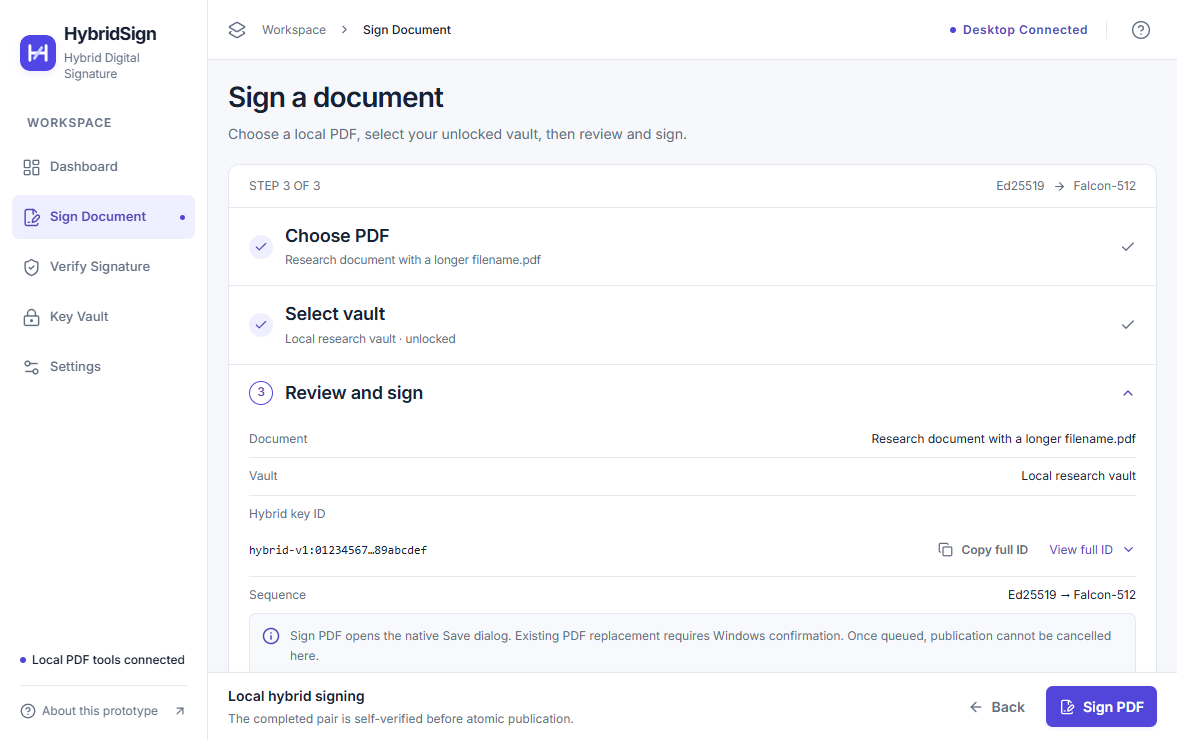 HybridSign
Hybrid Digital
Signature
WORKSPACE
Dashboard
Sign Document
Verify Signature
Key Vault
Settings
Local PDF tools connected
About this prototype
Workspace
Sign Document
Desktop Connected
Sign a document
Choose a local PDF, select your unlocked vault, then review and sign.
STEP 3 OF 3
Ed25519 → Falcon-512
Choose PDF
Research document with a longer filename.pdf
Select vault
Local research vault · unlocked
3 Review and sign
Document Research document with a longer filename.pdf
Vault Local research vault
Hybrid key ID
hybrid-v1:01234567…89abcdef Copy full ID View full ID
Sequence Ed25519 → Falcon-512
Sign PDF opens the native Save dialog. Existing PDF replacement requires Windows confirmation. Once queued, publication cannot be cancelled
here.
Local hybrid signing
The completed pair is self-verified before atomic publication.
Back
Sign PDF